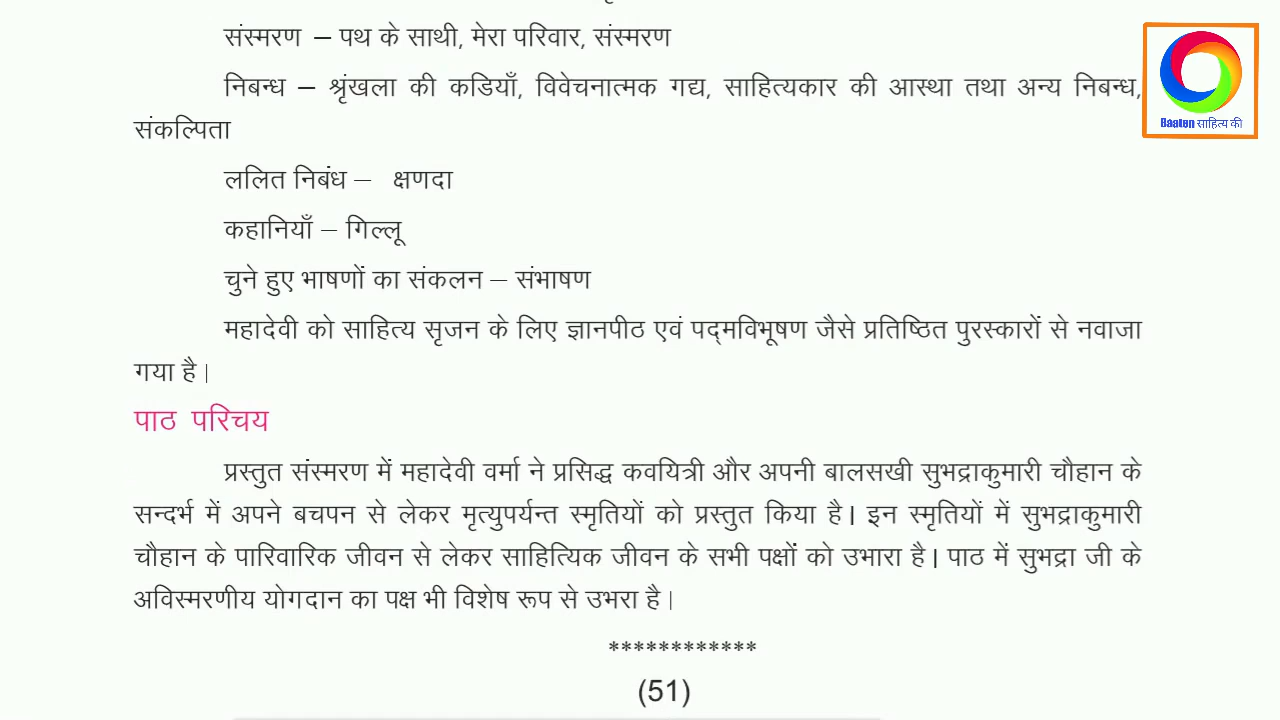 संस्मरण – पथ के साथी, मेरा परिवार, संस्मरण
निबन्ध – श्रृंखला की कडियाँ, विवेचनात्मक गद्य, साहित्यकार की आस्था तथा अन्य निबन्ध,
संकल्पिता
ललित निबंध – क्षणदा
कहानियाँ – गिल्लू
चुने हुए भाषणों का संकलन – संभाषण
महादेवी को साहित्य सृजन के लिए ज्ञानपीठ एवं पद्मविभूषण जैसे प्रतिष्ठित पुरस्कारों से नवाजा
गया है।
पाठ परिचय
प्रस्तुत संस्मरण में महादेवी वर्मा ने प्रसिद्ध कवयित्री और अपनी बालसखी सुभद्राकुमारी चौहान के
सन्दर्भ में अपने बचपन से लेकर मृत्युपर्यन्त स्मृतियों को प्रस्तुत किया है। इन स्मृतियों में सुभद्राकुमारी
चौहान के पारिवारिक जीवन से लेकर साहित्यिक जीवन के सभी पक्षों को उभारा है। पाठ में सुभद्रा जी के
अविस्मरणीय योगदान का पक्ष भी विशेष रूप से उभरा है।
************
(51)
Baaten साहित्य की